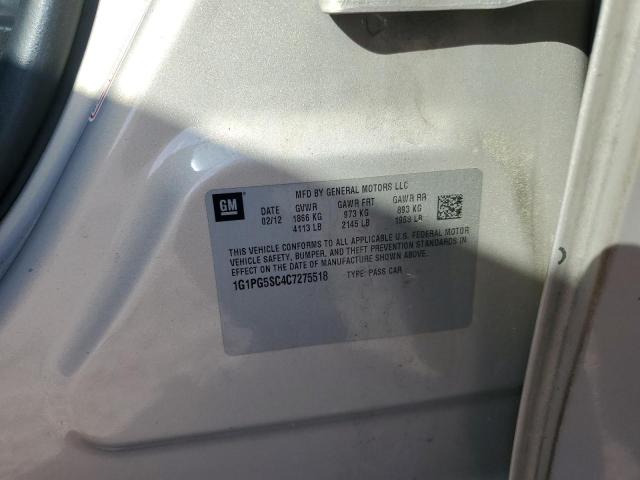 GM
MFD BY GENERAL MOTORS LLC
DATE GVWR GAWR FRT GAWR RR
02/12 1866 KG 973 KG 893 KG
4113 LB 2145 LB 1968 LB
THIS VEHICLE CONFORMS TO ALL APPLICABLE U.S. FEDERAL MOTOR
VEHICLE SAFETY, BUMPER, AND THEFT PREVENTION STANDARDS IN
EFFECT ON THE DATE OF MANUFACTURE SHOWN ABOVE.
1G1PG5SC4C7275518 TYPE: PASS CAR